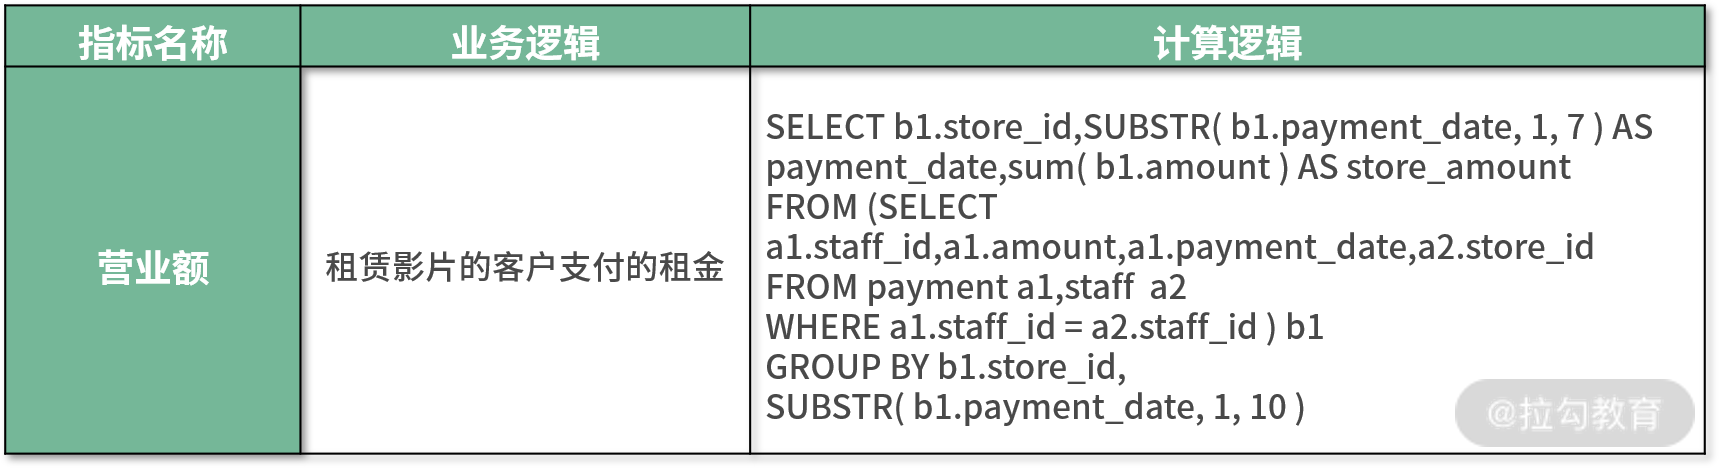 指标名称 业务逻辑 计算逻辑
营业额
租赁影片的客户支付的租金
SELECT b1.store_id,SUBSTR( b1.payment_date, 1, 7 ) AS
payment_date,sum( b1.amount ) AS store_amount
FROM (SELECT
a1.staff_id,a1.amount,a1.payment_date,a2.store_id
FROM payment a1,staff  a2
WHERE a1.staff_id = a2.staff_id ) b1
GROUP BY b1.store_id,
SUBSTR( b1.payment_date, 1, 10 )
@拉勾教育